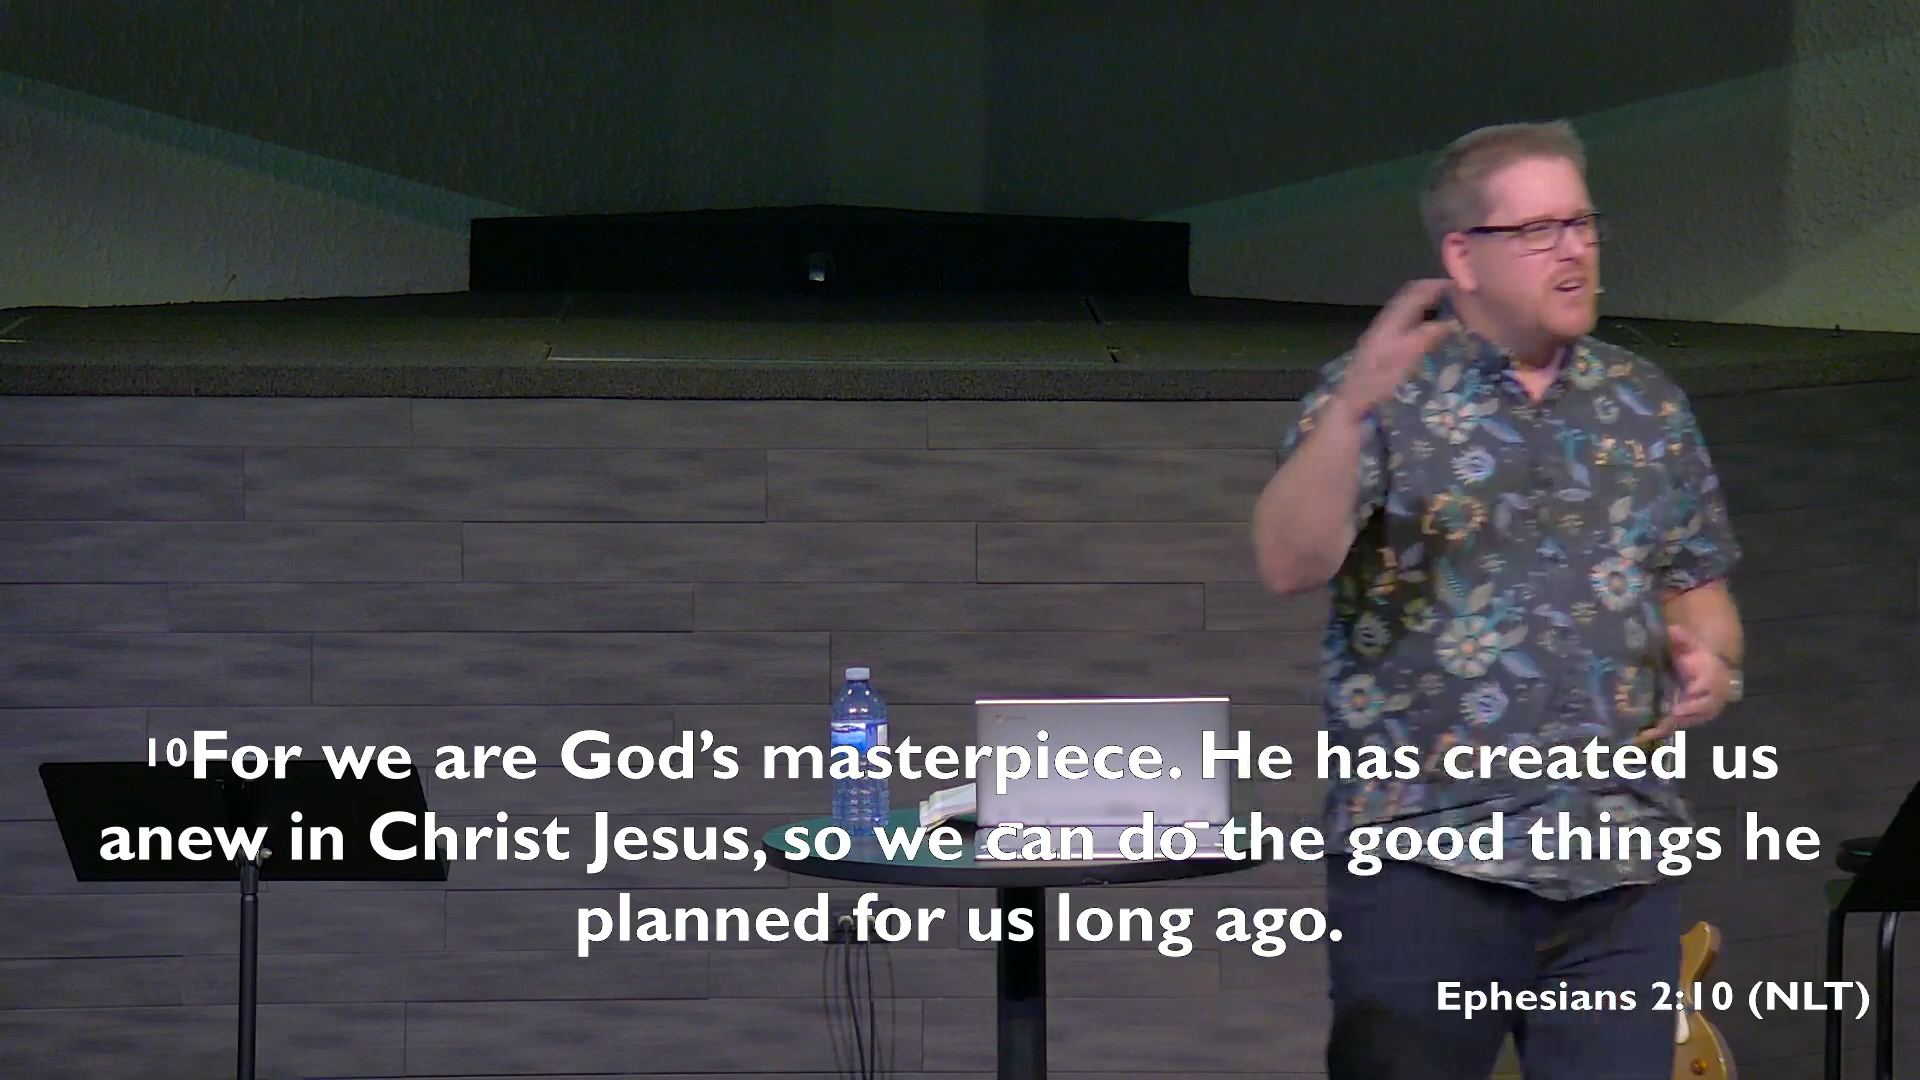 ¹⁰For we are God’s masterpiece. He has created us
anew in Christ Jesus, so we can do the good things he
planned for us long ago.
Ephesians 2:10 (NLT)